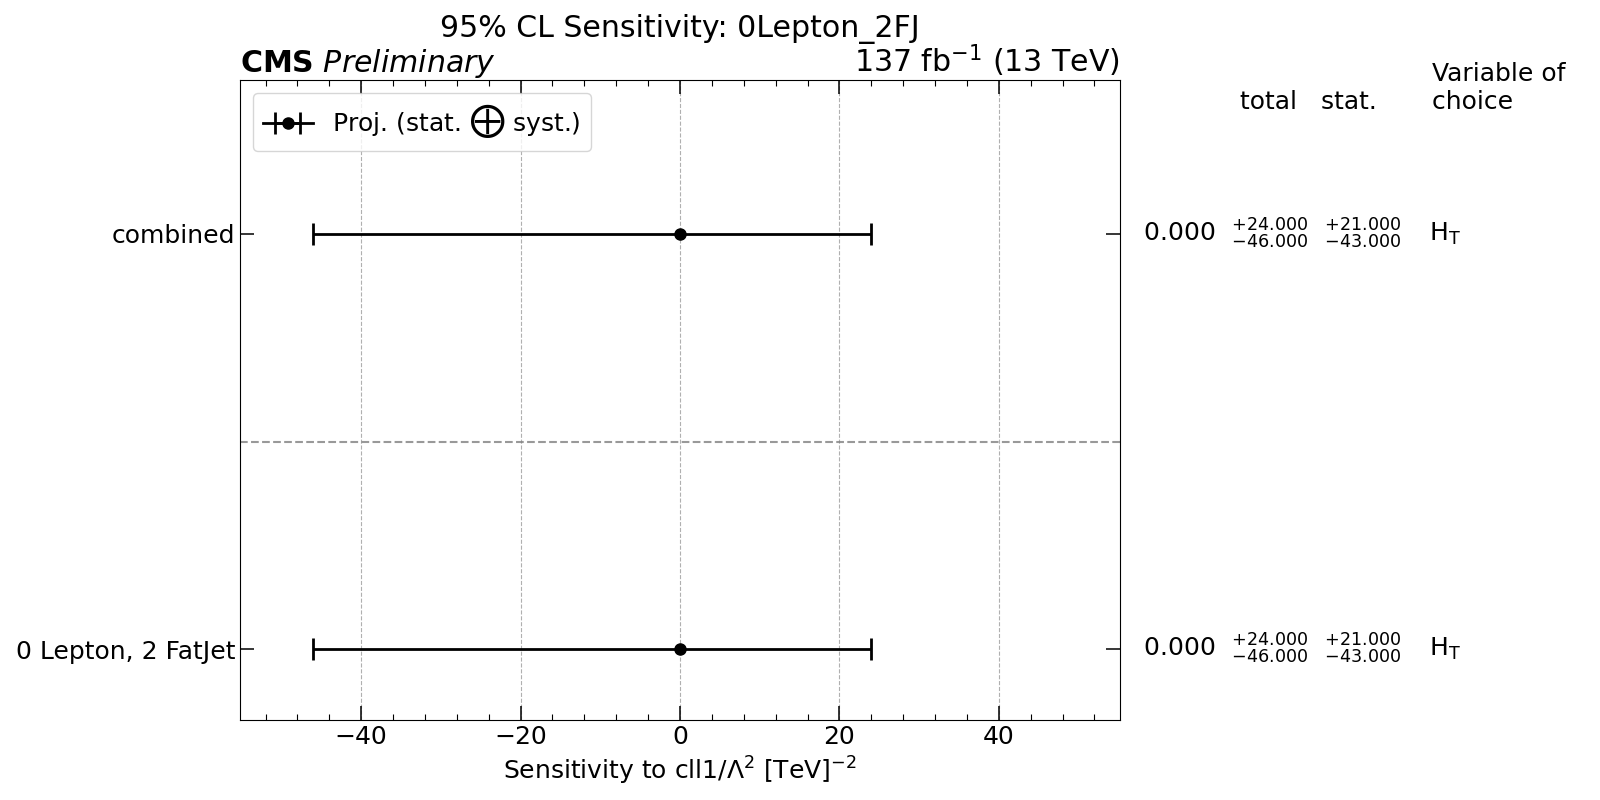 95% CL Sensitivity: 0Lepton_2FJ
CMS Preliminary 137 fb⁻¹ (13 TeV)
total stat. Variable of
choice
Proj. (stat. ⊕ syst.)
combined 0.000 +24.000 +21.000 H_T
−46.000 −43.000
0 Lepton, 2 FatJet 0.000 +24.000 +21.000 H_T
−46.000 −43.000
−40 −20 0 20 40
Sensitivity to cll1/Λ² [TeV]⁻²